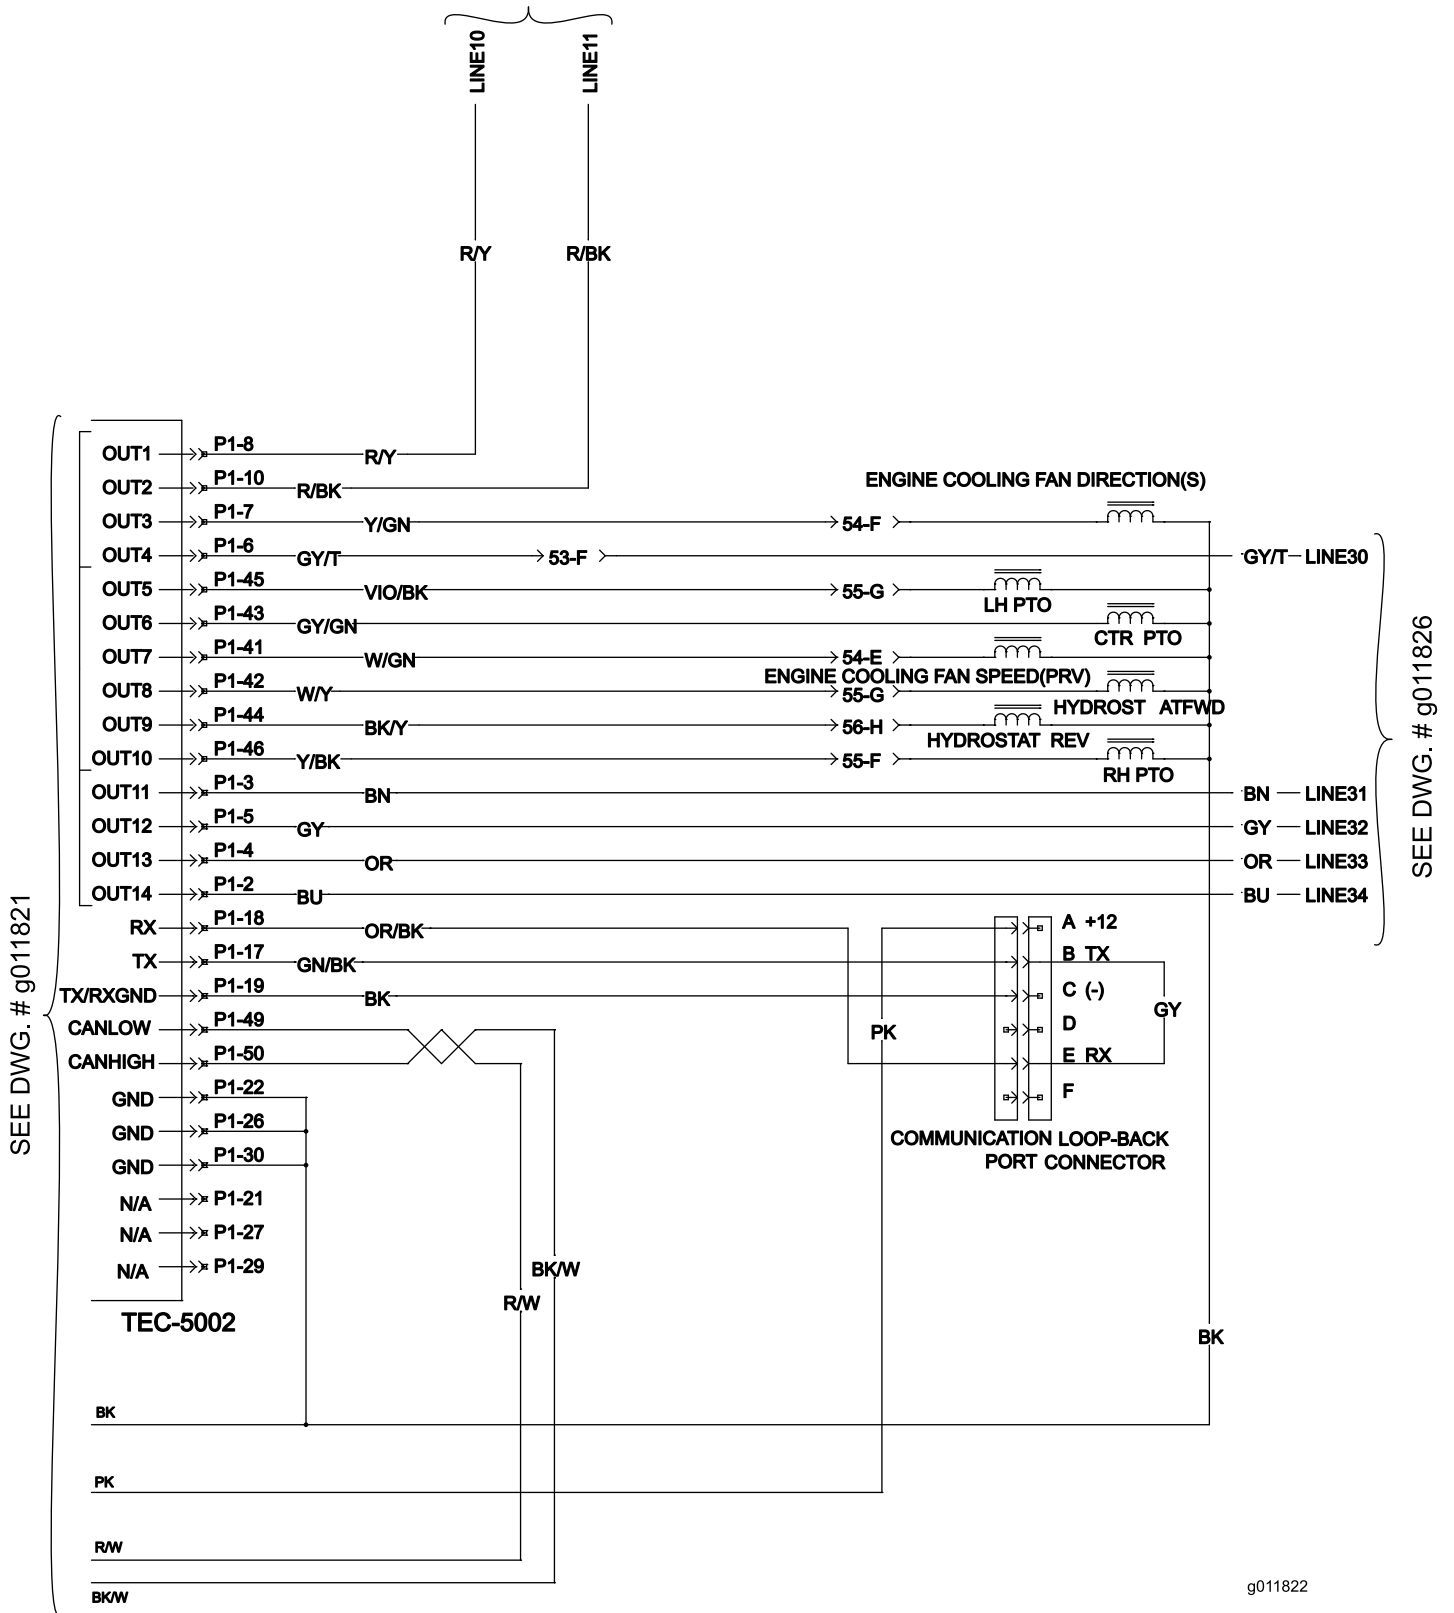 LINE10
LINE11
R/Y
R/BK
OUT1 P1-8 R/Y
OUT2 P1-10 R/BK
ENGINE COOLING FAN DIRECTION(S)
OUT3 P1-7 Y/GN 54-F
OUT4 P1-6 GY/T 53-F GY/T LINE30
OUT5 P1-45 VIO/BK 55-G
LH PTO
OUT6 P1-43 GY/GN
CTR PTO
OUT7 P1-41 W/GN 54-E
ENGINE COOLING FAN SPEED(PRV)
OUT8 P1-42 W/Y 55-G
HYDROST ATFWD
OUT9 P1-44 BK/Y 56-H
HYDROSTAT REV
OUT10 P1-46 Y/BK 55-F
RH PTO
OUT11 P1-3 BN BN LINE31
OUT12 P1-5 GY GY LINE32
OUT13 P1-4 OR OR LINE33
OUT14 P1-2 BU BU LINE34
RX P1-18 OR/BK A +12
TX P1-17 GN/BK B TX
TX/RXGND P1-19 BK C (-)
GY
CANLOW P1-49 PK D
CANHIGH P1-50 E RX
GND P1-22 F
GND P1-26
COMMUNICATION LOOP-BACK
PORT CONNECTOR
GND P1-30
N/A P1-21
N/A P1-27
N/A P1-29
BK/W
R/W
TEC-5002
BK
BK
PK
R/W
BK/W
SEE DWG. # g011821
SEE DWG. # g011826
g011822